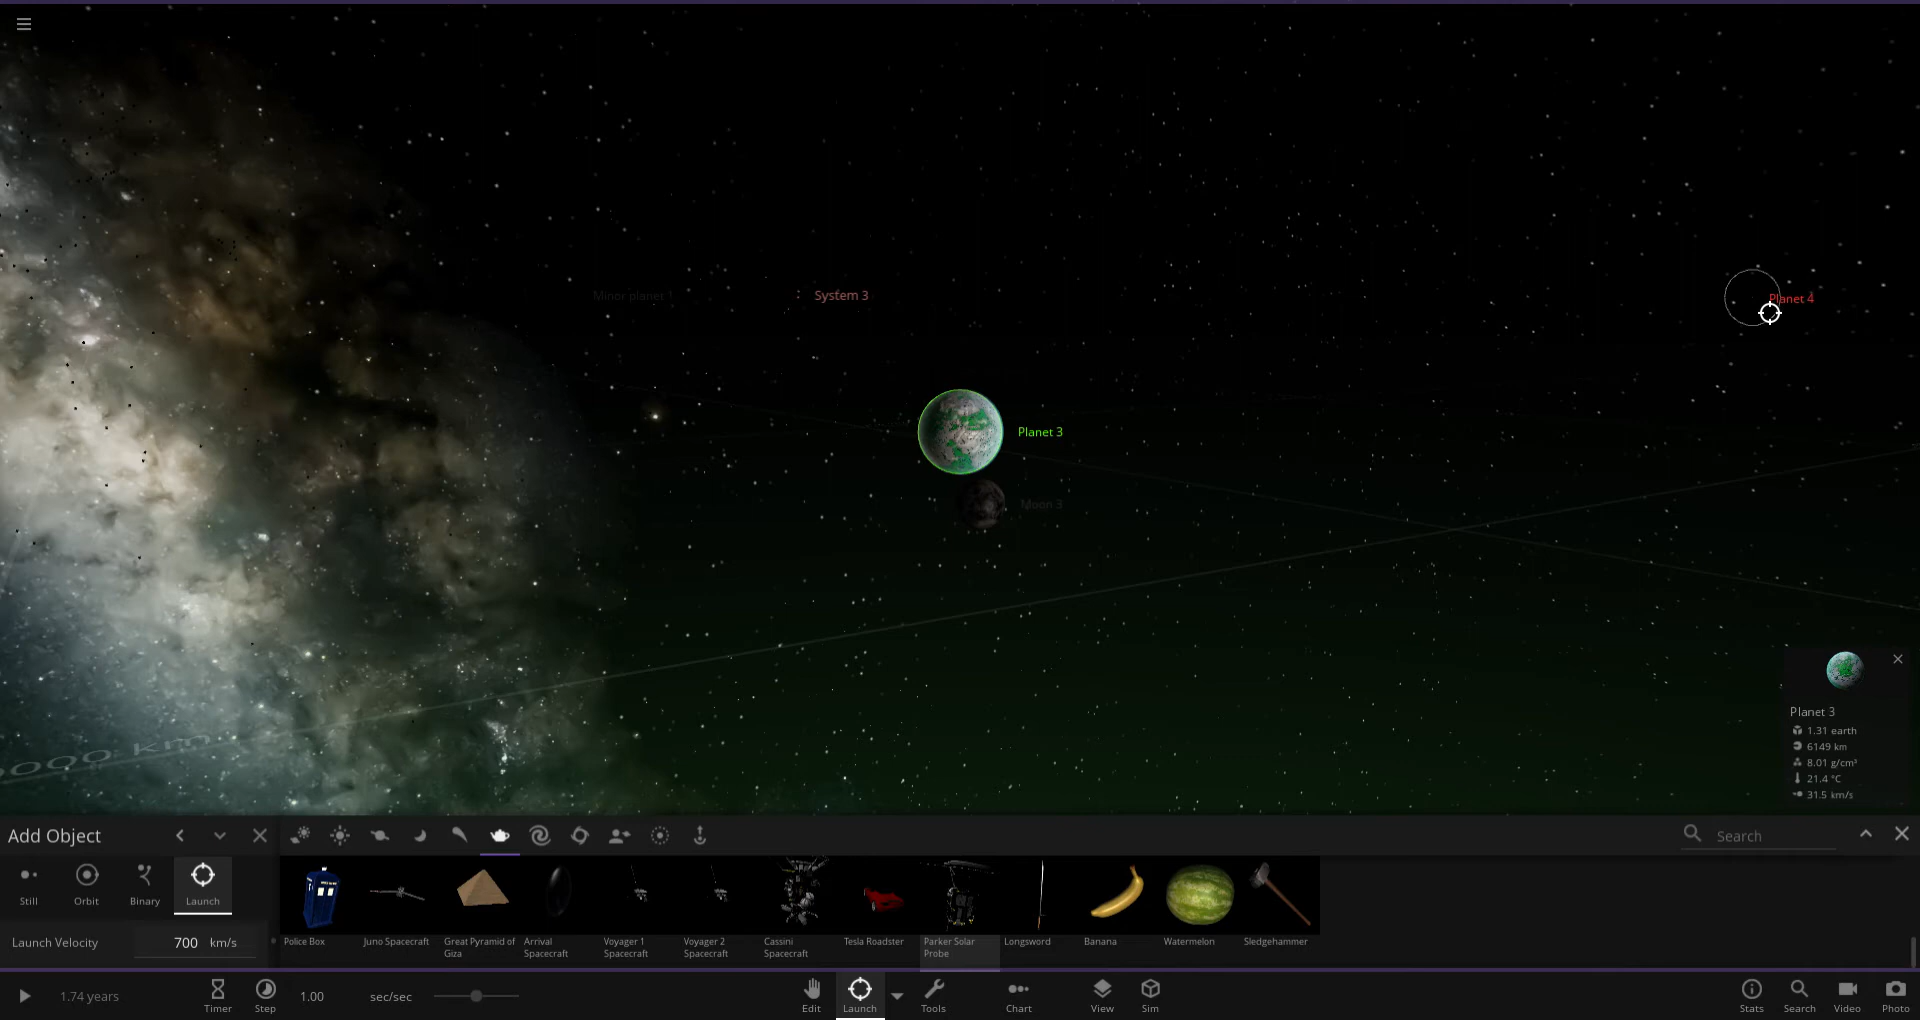 Minor planet 1
System 3
Planet 4
Planet 3
Moon 3
Planet 3
1.31 earth
6149 km
8.01 g/cm³
21.4 °C
31.5 km/s
Add Object
Search
Still
Orbit
Binary
Launch
Launch Velocity
700 km/s
Police Box
Juno Spacecraft
Great Pyramid of
Giza
Arrival
Spacecraft
Voyager 1
Spacecraft
Voyager 2
Spacecraft
Cassini
Spacecraft
Tesla Roadster
Parker Solar
Probe
Longsword
Banana
Watermelon
Sledgehammer
1.74 years
Timer
Step
1.00
sec/sec
Edit
Launch
Tools
Chart
View
Sim
Stats
Search
Video
Photo